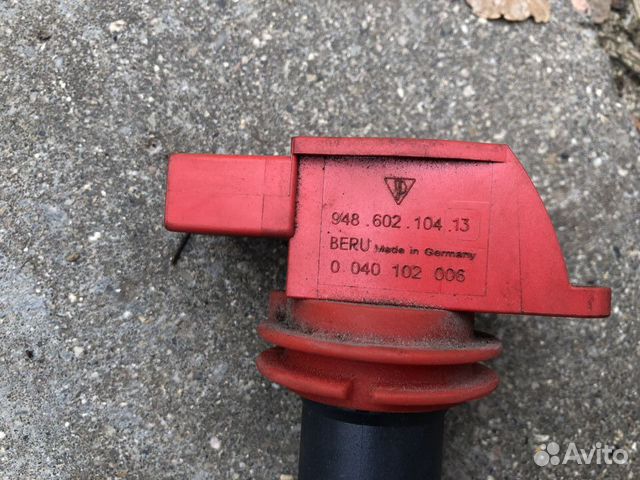 948.602.104.13
BERU Made in Germany
0 040 102 006
Avito